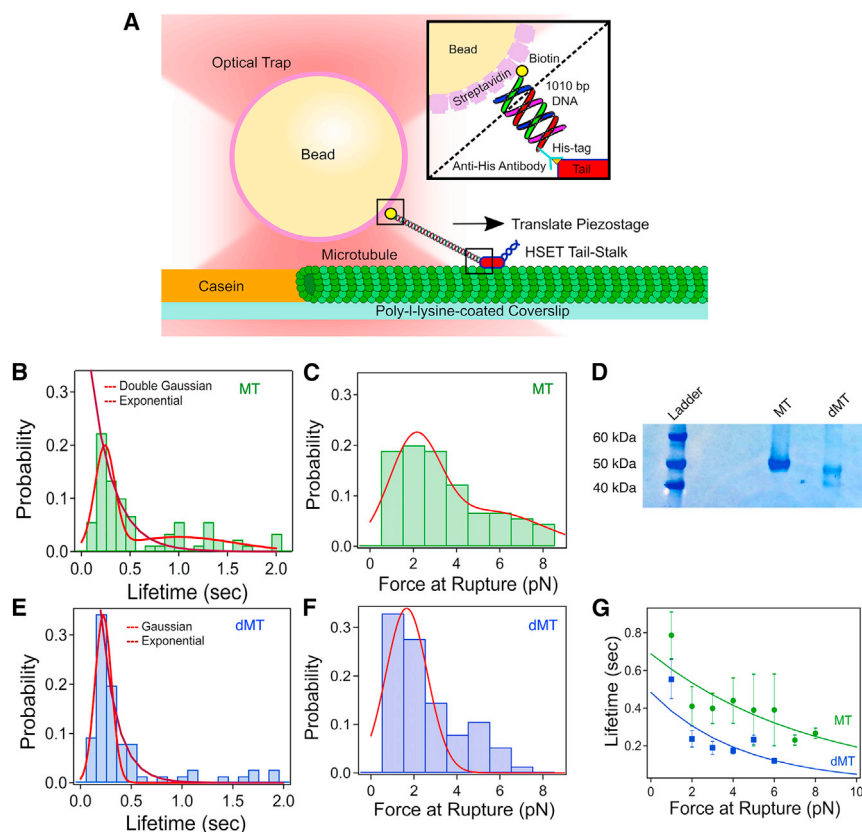 A
Optical Trap
Bead
Bead
Biotin
Streptavidin
1010 bp
DNA
His-tag
Anti-His Antibody
Tail
Translate Piezostage
HSET Tail-Stalk
Microtubule
Casein
Poly-l-lysine-coated Coverslip
B
Double Gaussian
Exponential
MT
0.3
0.2
0.1
0.0
Probability
0.0 0.5 1.0 1.5 2.0
Lifetime (sec)
C
MT
0.3
0.2
0.1
0.0
Probability
0 2 4 6 8
Force at Rupture (pN)
D
Ladder
MT
dMT
60 kDa
50 kDa
40 kDa
E
Gaussian
Exponential
dMT
0.3
0.2
0.1
0.0
Probability
0.0 0.5 1.0 1.5 2.0
Lifetime (sec)
F
dMT
0.3
0.2
0.1
0.0
Probability
0 2 4 6 8
Force at Rupture (pN)
G
0.8
0.6
0.4
0.2
Lifetime (sec)
MT
dMT
0 2 4 6 8 10
Force at Rupture (pN)